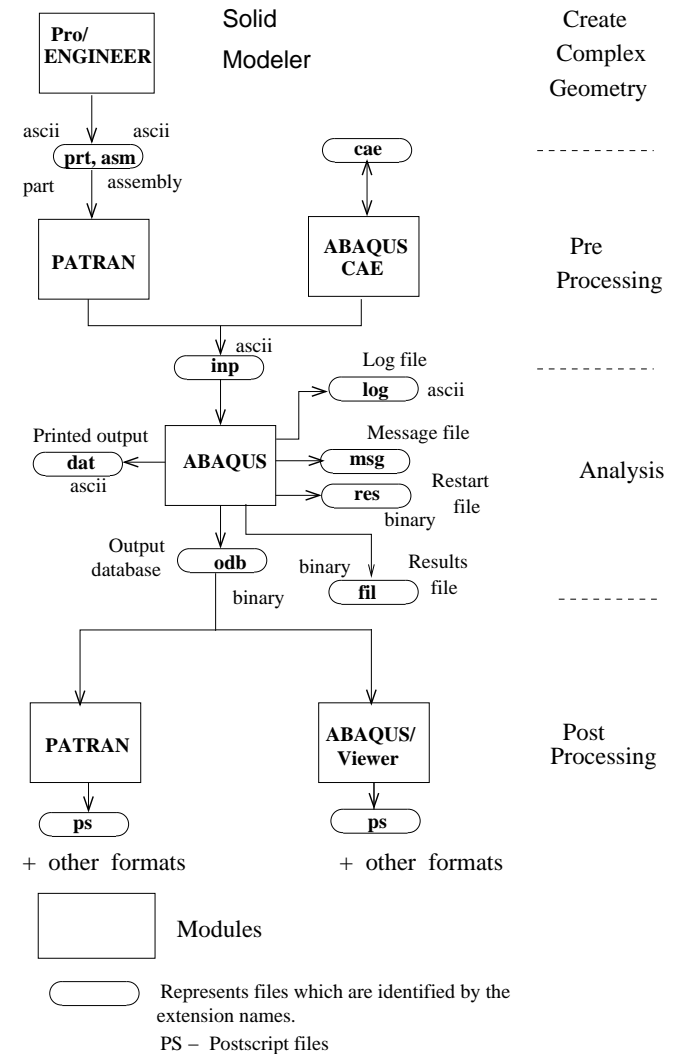 Pro/
ENGINEER
Solid
Modeler
Create
Complex
Geometry
ascii
ascii
prt, asm
part
assembly
cae
PATRAN
ABAQUS
CAE
Pre
Processing
ascii
inp
Log file
log
ascii
Printed output
dat
ascii
ABAQUS
Message file
msg
res
Restart
file
binary
Analysis
Output
database
odb
binary
binary
fil
Results
file
PATRAN
ABAQUS/
Viewer
Post
Processing
ps
ps
+ other formats
+ other formats
Modules
Represents files which are identified by the
extension names.
PS – Postscript files